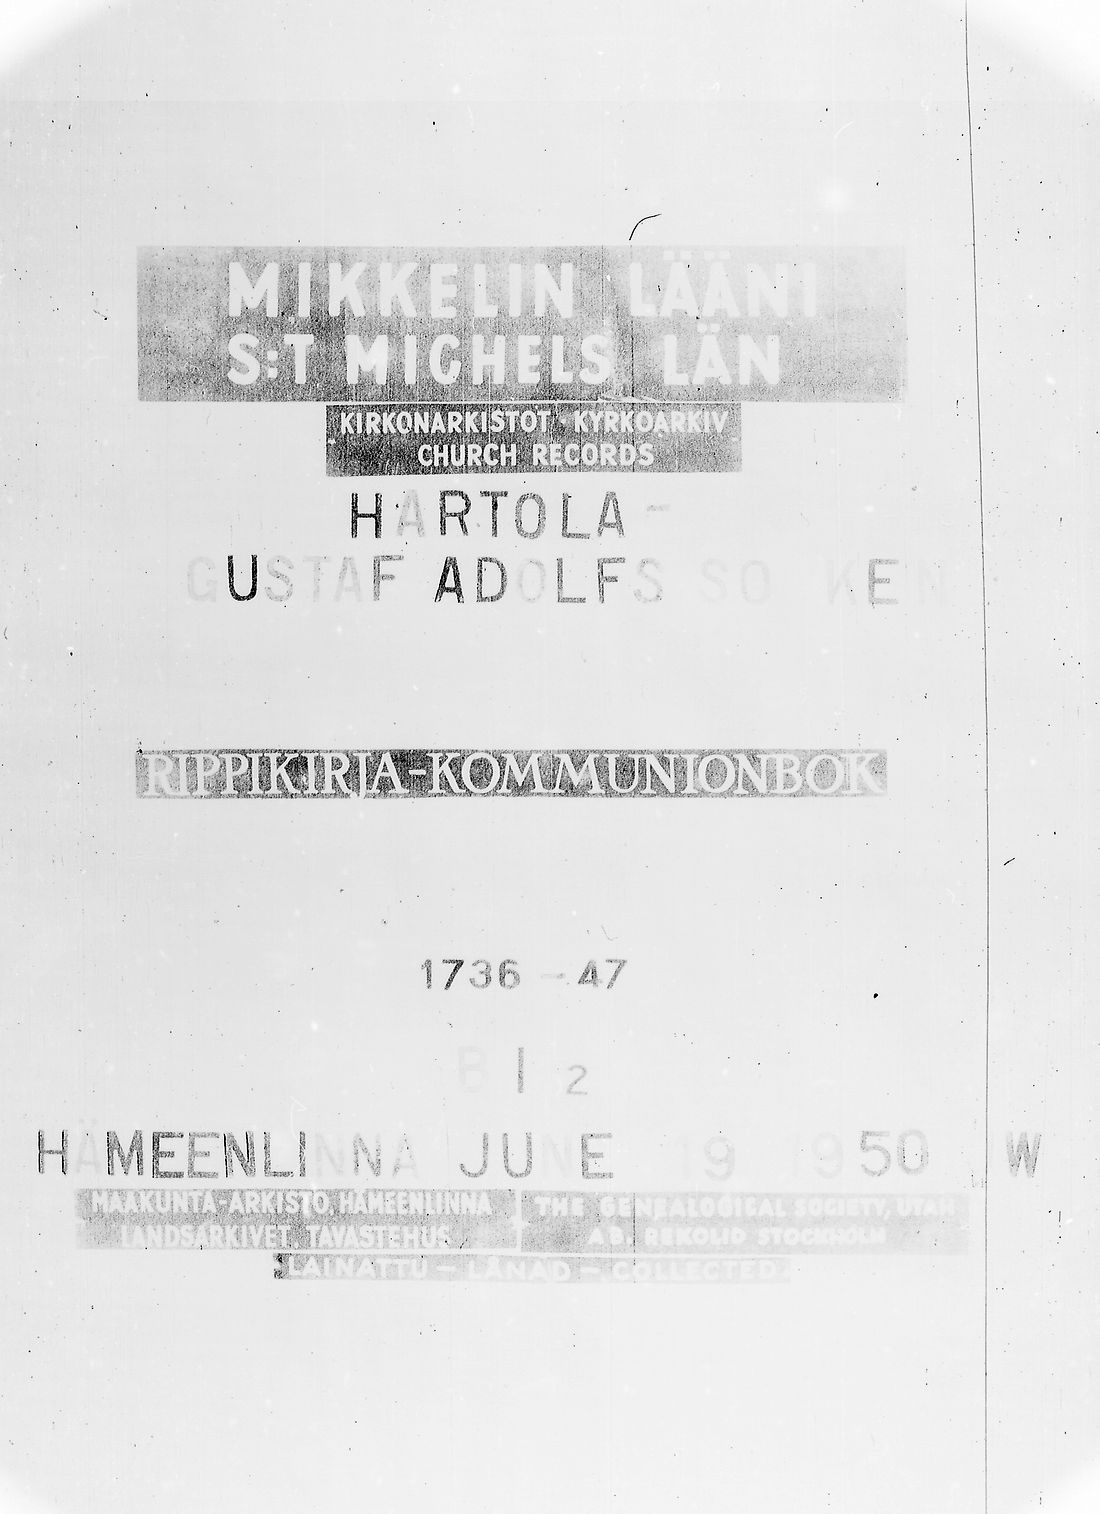 MIKKELIN LÄÄNI
S:T MICHELS LÄN
KIRKONARKISTOT · KYRKOARKIV
CHURCH RECORDS
HARTOLA –
GUSTAF ADOLFS SOCKEN
RIPPIKIRJA-KOMMUNIONBOK
1736 – 47
B I 2
HÄMEENLINNA JUNE 1950 W
MAAKUNTA-ARKISTO, HÄMEENLINNA
LANDSARKIVET, TAVASTEHUS
THE GENEALOGICAL SOCIETY, UTAH
AB. REKOLID STOCKHOLM
LAINATTU – LÅNAD – COLLECTED